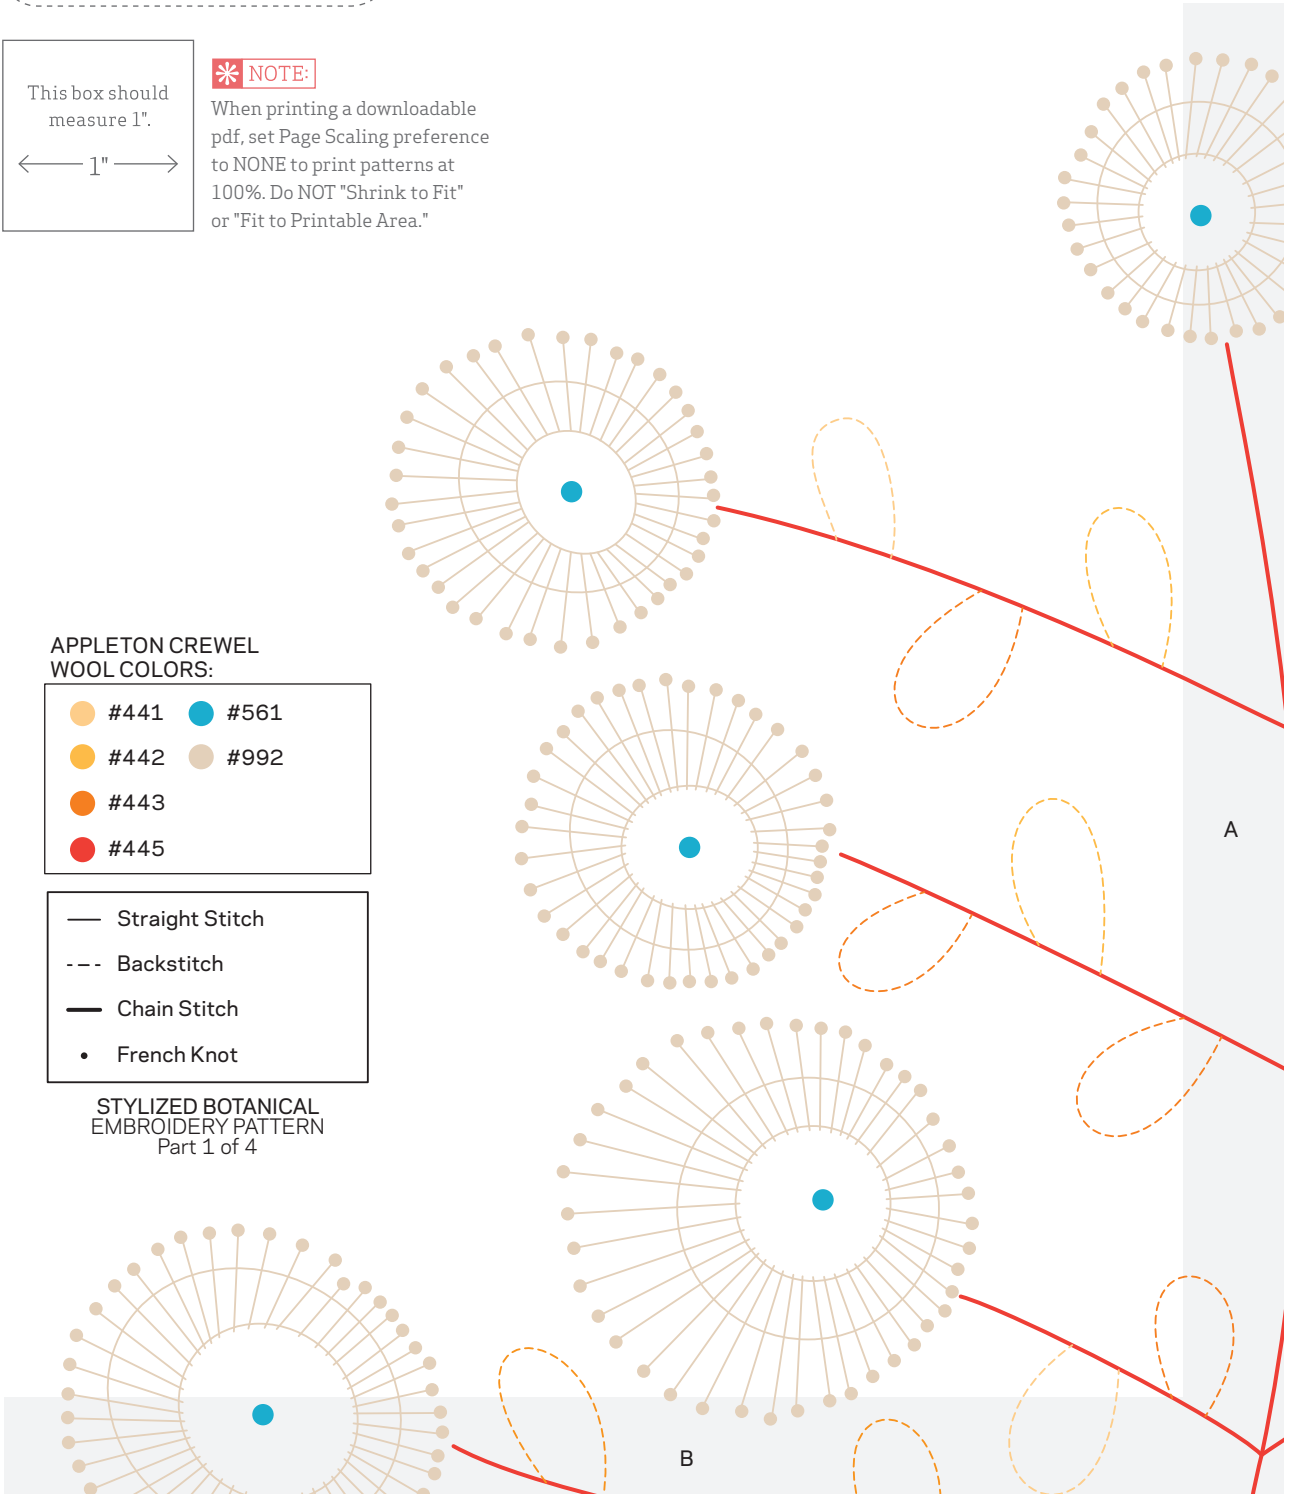 This box should
measure 1".
1"
NOTE:
When printing a downloadable
pdf, set Page Scaling preference
to NONE to print patterns at
100%. Do NOT "Shrink to Fit"
or "Fit to Printable Area."
APPLETON CREWEL
WOOL COLORS:
#441 #561
#442 #992
#443
#445
Straight Stitch
Backstitch
Chain Stitch
French Knot
STYLIZED BOTANICAL
EMBROIDERY PATTERN
Part 1 of 4
A
B